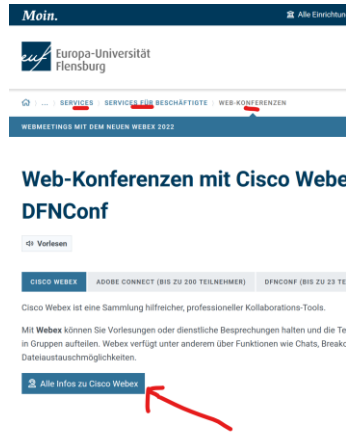 Moin.
Alle Einrichtun
euf Europa-Universität
Flensburg
... | SERVICES | SERVICES FÜR BESCHÄFTIGTE | WEB-KONFERENZEN
WEBMEETINGS MIT DEM NEUEN WEBEX 2022
Web-Konferenzen mit Cisco Webe
DFNConf
Vorlesen
CISCO WEBEX
ADOBE CONNECT (BIS ZU 200 TEILNEHMER)
DFNCONF (BIS ZU 23 TE
Cisco Webex ist eine Sammlung hilfreicher, professioneller Kollaborations-Tools.
Mit Webex können Sie Vorlesungen oder dienstliche Besprechungen halten und die Te
in Gruppen aufteilen. Webex verfügt unter anderem über Funktionen wie Chats, Breakc
Dateiaustauschmöglichkeiten.
Alle Infos zu Cisco Webex